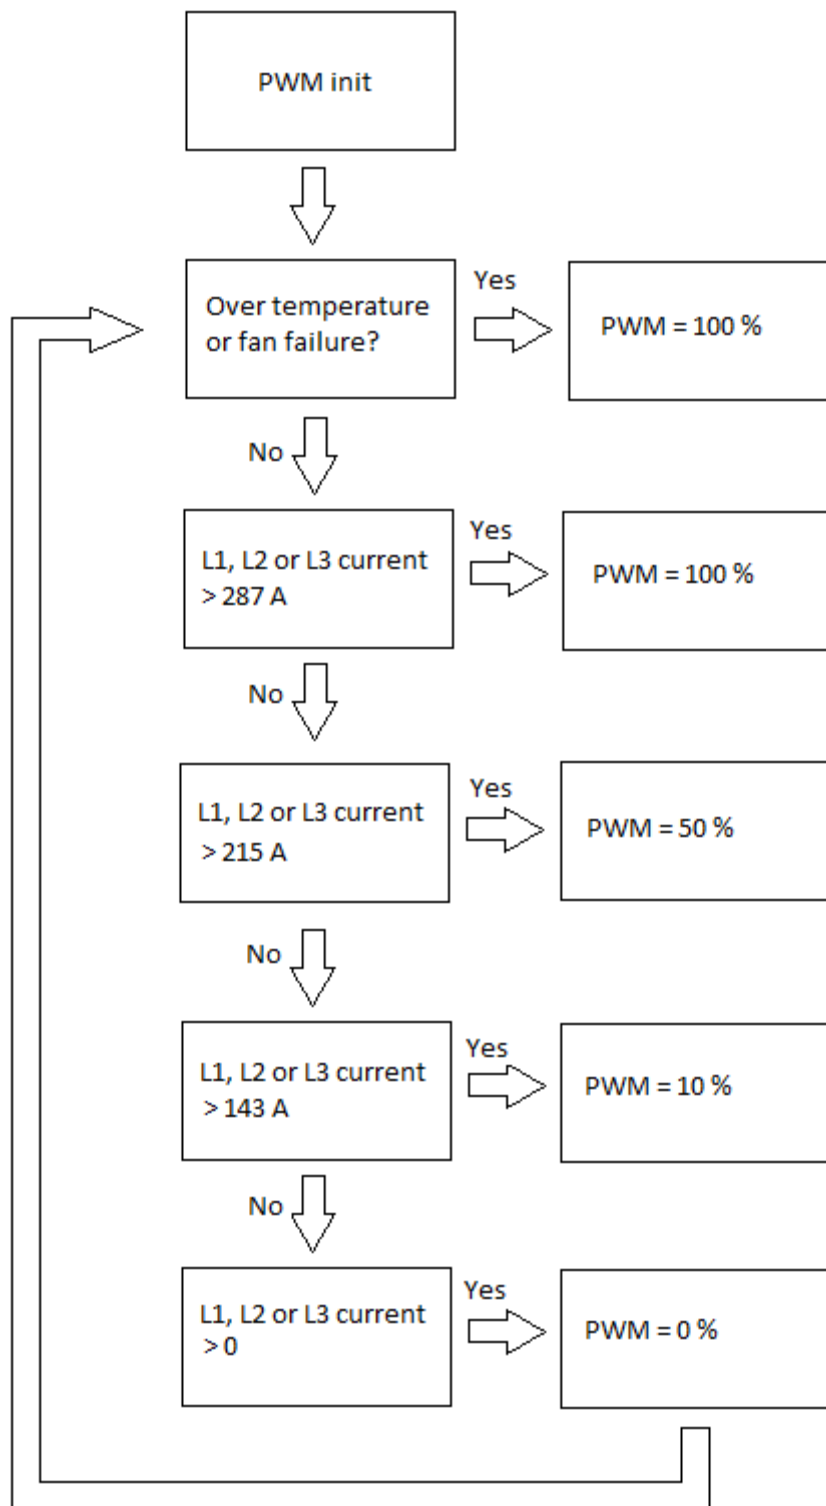 PWM init
Over temperature
or fan failure?
Yes
PWM = 100 %
No
L1, L2 or L3 current
> 287 A
Yes
PWM = 100 %
No
L1, L2 or L3 current
> 215 A
Yes
PWM = 50 %
No
L1, L2 or L3 current
> 143 A
Yes
PWM = 10 %
No
L1, L2 or L3 current
> 0
Yes
PWM = 0 %